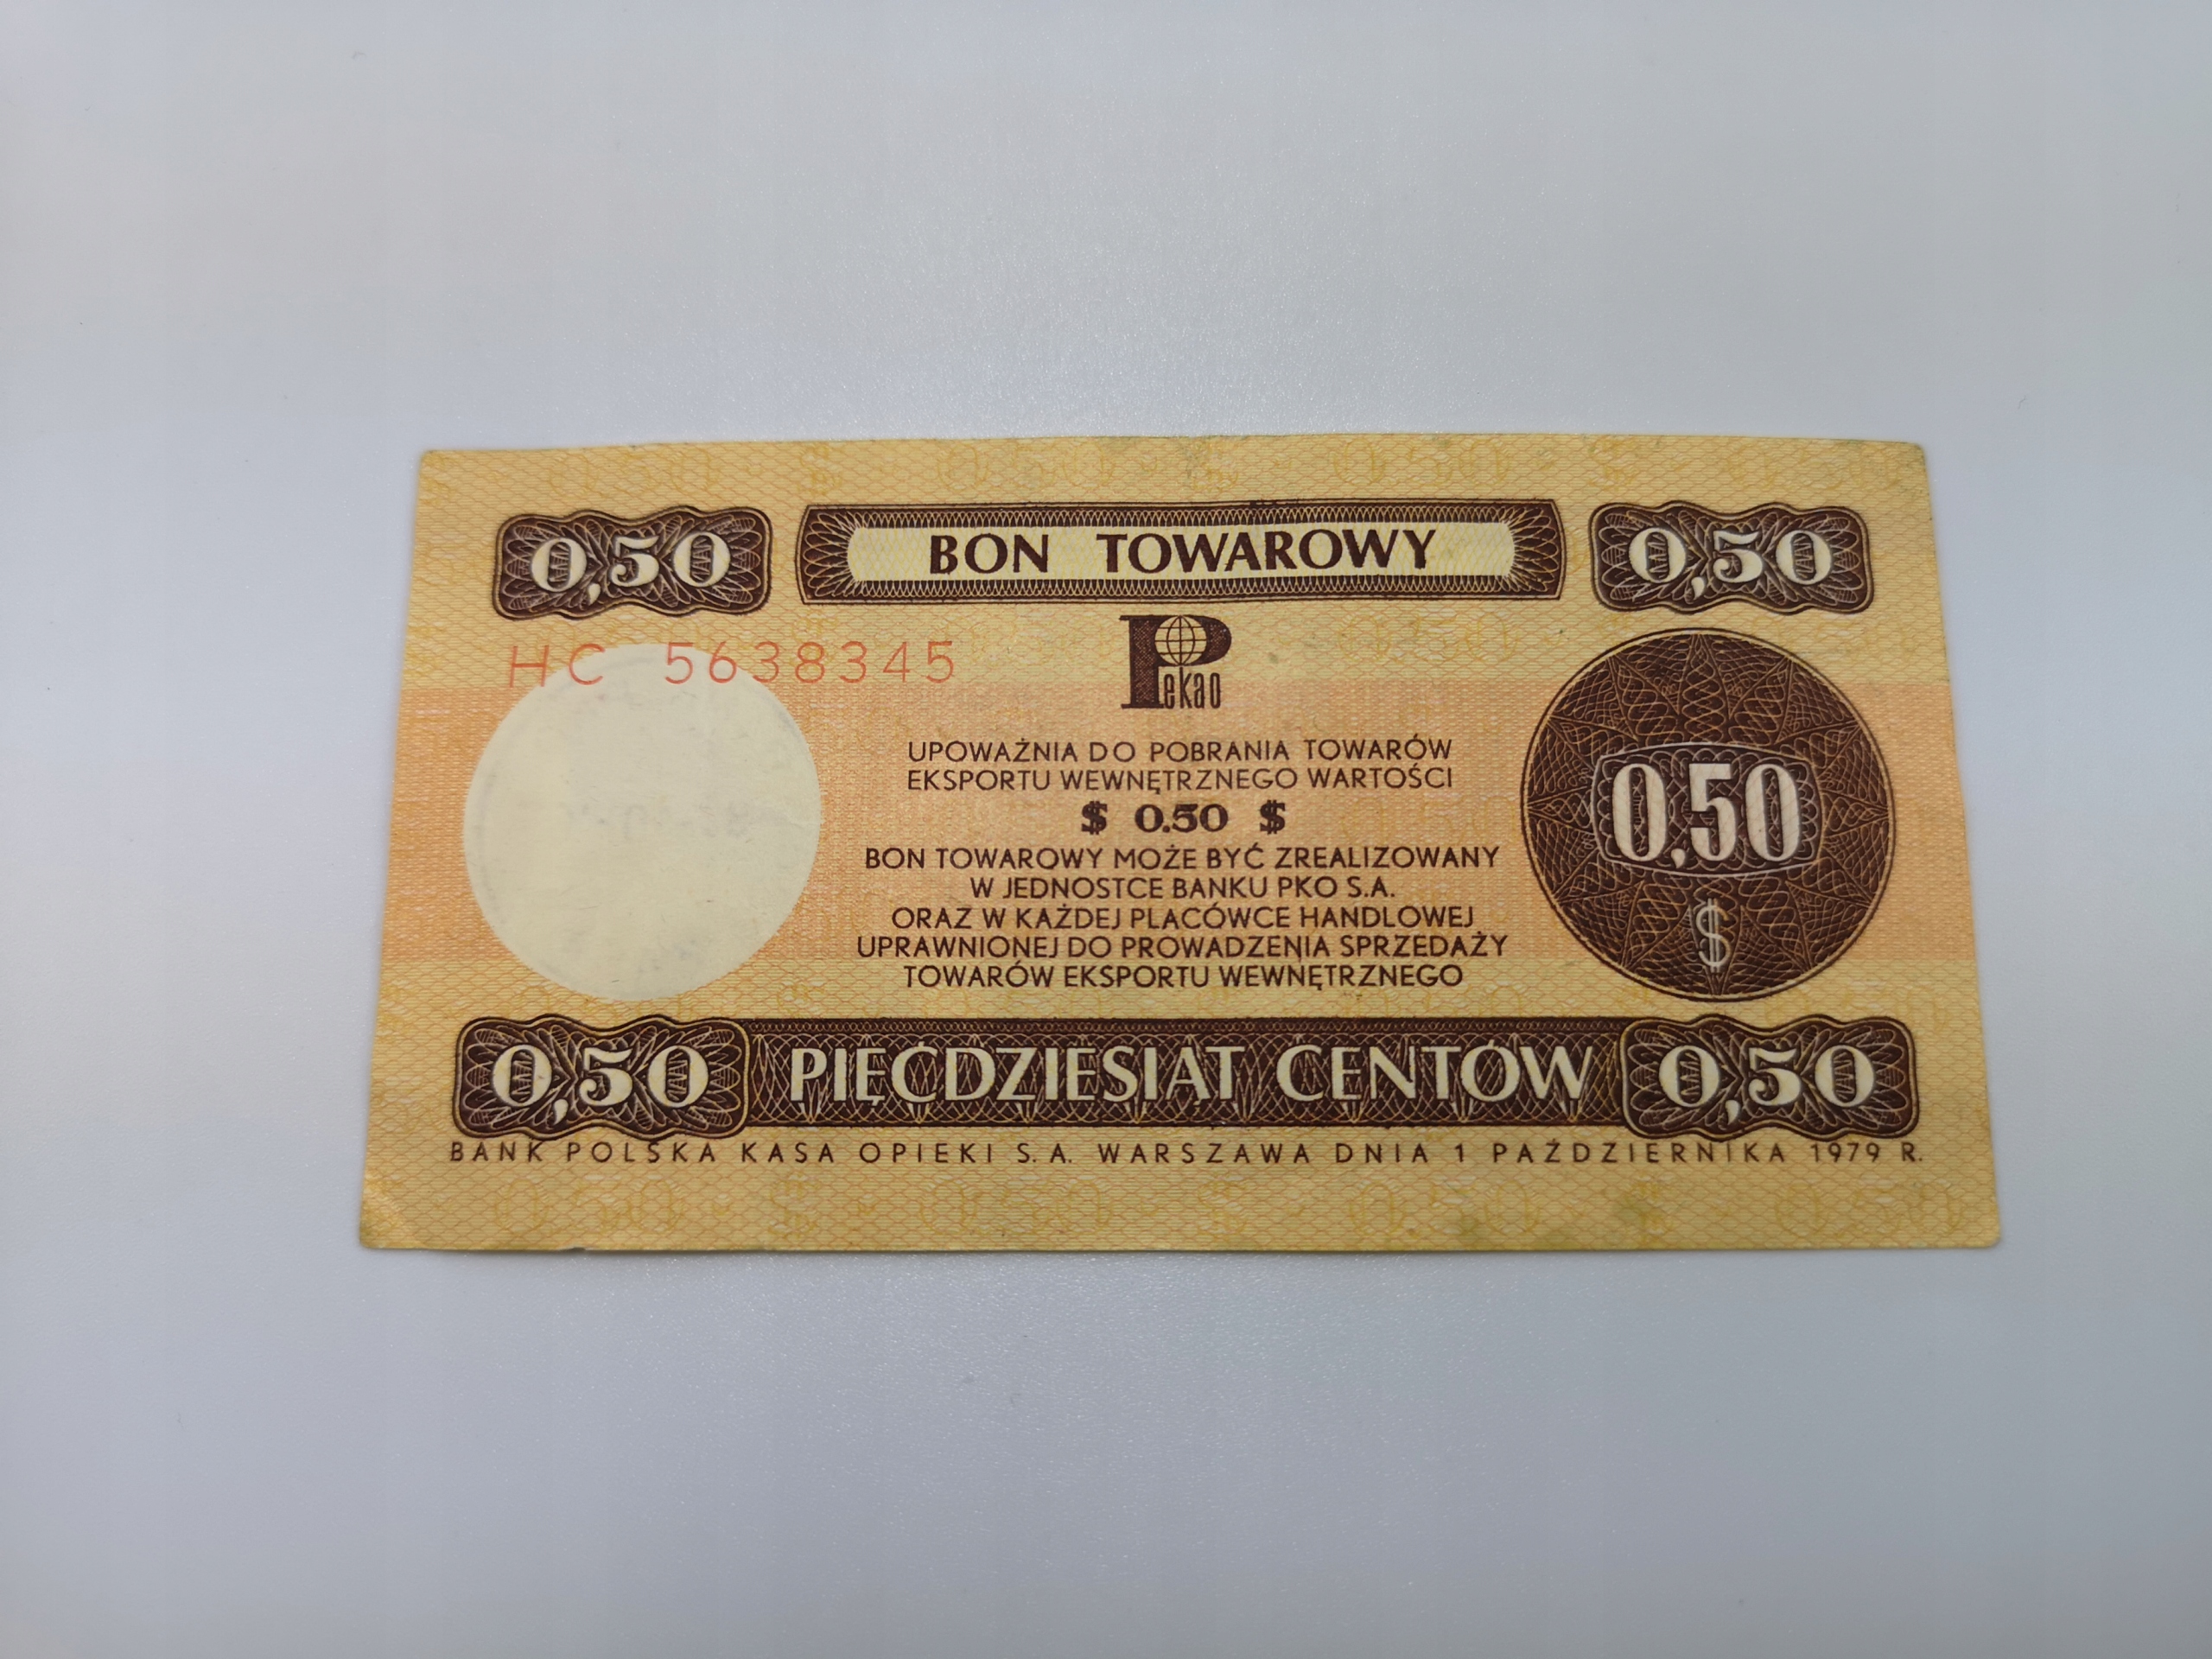 0,50 BON TOWAROWY 0,50
HC 5638345
Pekao
UPOWAŻNIA DO POBRANIA TOWARÓW
EKSPORTU WEWNĘTRZNEGO WARTOŚCI
$ 0.50 $
BON TOWAROWY MOŻE BYĆ ZREALIZOWANY
W JEDNOSTCE BANKU PKO S.A.
ORAZ W KAŻDEJ PLACÓWCE HANDLOWEJ
UPRAWNIONEJ DO PROWADZENIA SPRZEDAŻY
TOWARÓW EKSPORTU WEWNĘTRZNEGO
0,50
$
0,50 PIĘĆDZIESIĄT CENTÓW 0,50
BANK POLSKA KASA OPIEKI S.A. WARSZAWA DNIA 1 PAŹDZIERNIKA 1979 R.